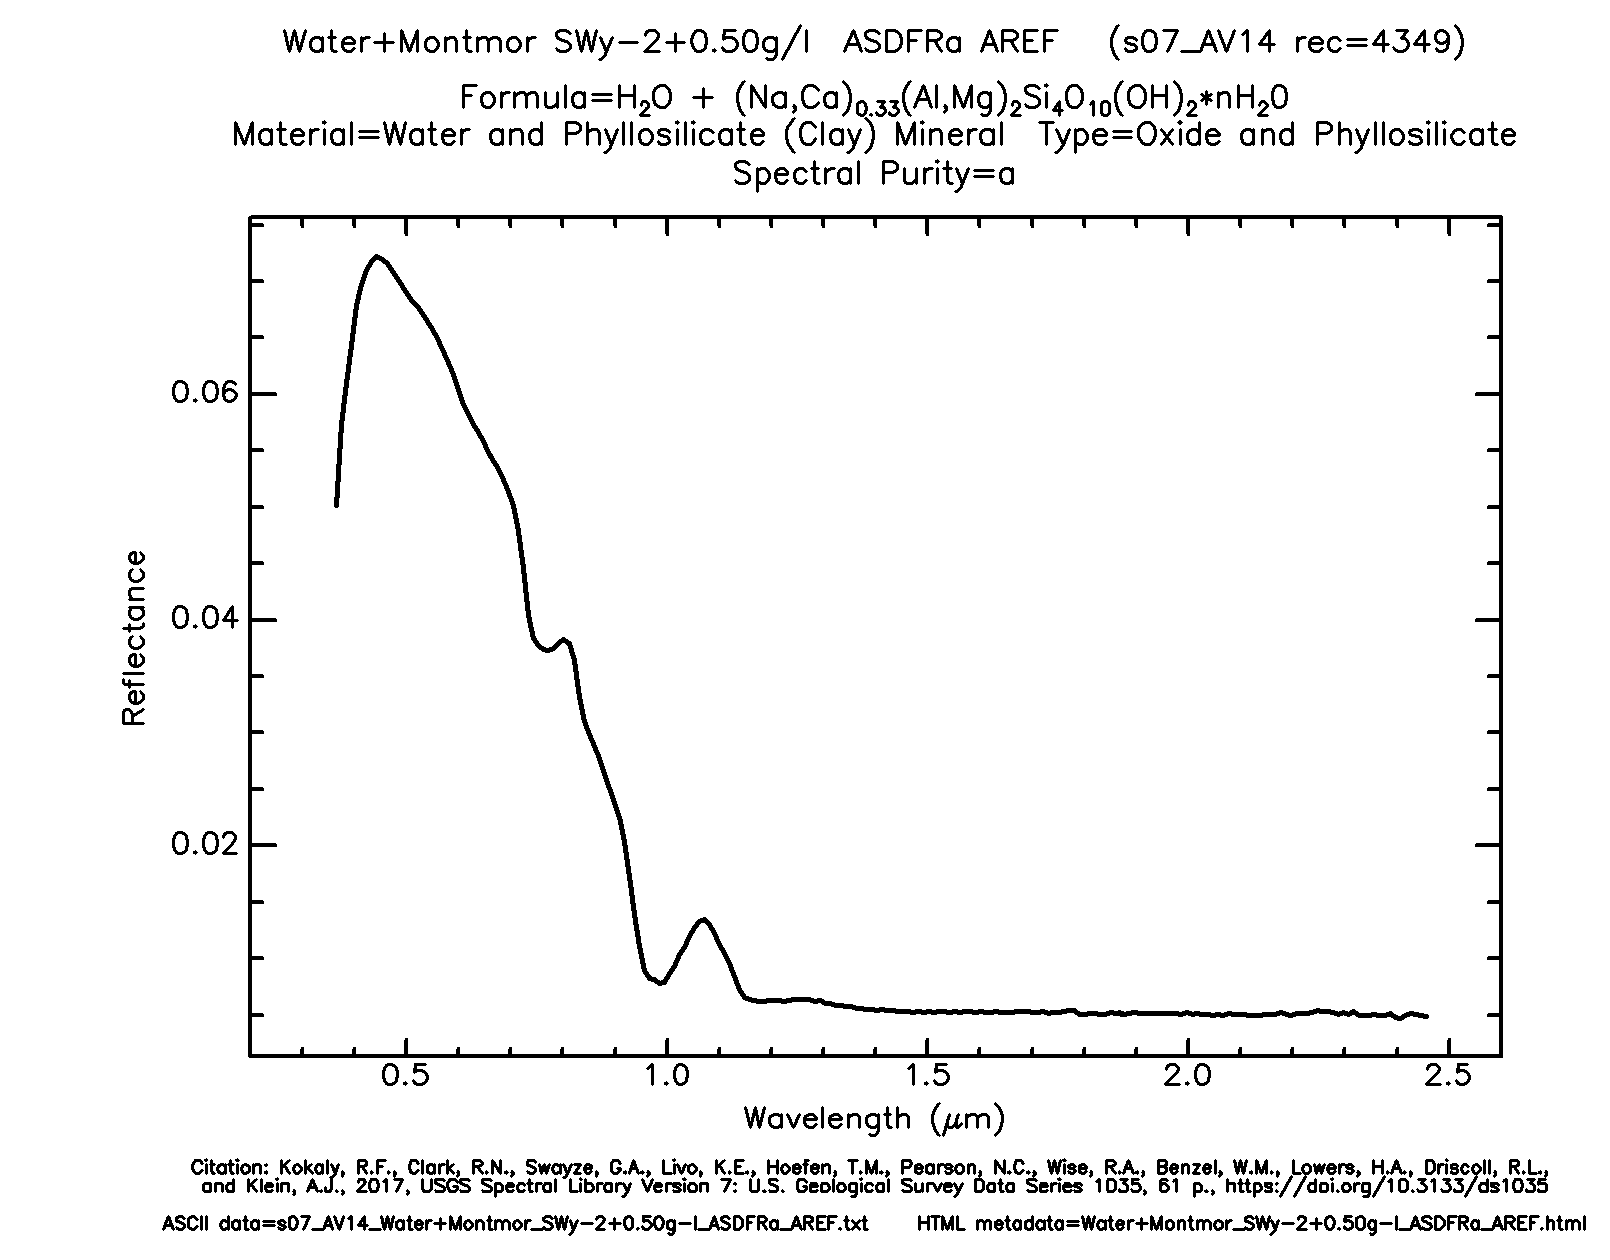 Water+Montmor SWy-2+0.50g/l  ASDFRa AREF    (s07_AV14 rec=4349)
Formula=H₂O + (Na,Ca)₀.₃₃(Al,Mg)₂Si₄O₁₀(OH)₂*nH₂0
Material=Water and Phyllosilicate (Clay) Mineral  Type=Oxide and Phyllosilicate
Spectral Purity=a
0.06
0.04
0.02
Reflectance
0.5 1.0 1.5 2.0 2.5
Wavelength (μm)
Citation: Kokaly, R.F., Clark, R.N., Swayze, G.A., Livo, K.E., Hoefen, T.M., Pearson, N.C., Wise, R.A., Benzel, W.M., Lowers, H.A., Driscoll, R.L.,
and Klein, A.J., 2017, USGS Spectral Library Version 7: U.S. Geological Survey Data Series 1035, 61 p., https://doi.org/10.3133/ds1035
ASCII data=s07_AV14_Water+Montmor_SWy-2+0.50g-l_ASDFRa_AREF.txt    HTML metadata=Water+Montmor_SWy-2+0.50g-l_ASDFRa_AREF.html